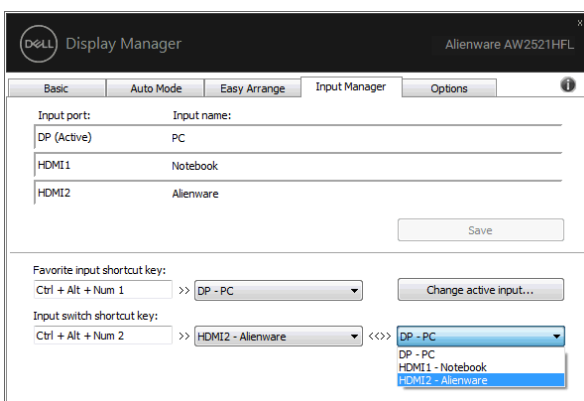 x
DELL Display Manager Alienware AW2521HFL
Basic Auto Mode Easy Arrange Input Manager Options i
Input port: Input name:
DP (Active) PC
HDMI1 Notebook
HDMI2 Alienware
Save
Favorite input shortcut key:
Ctrl + Alt + Num 1 >> DP - PC Change active input...
Input switch shortcut key:
Ctrl + Alt + Num 2 >> HDMI2 - Alienware <<>> DP - PC
DP - PC
HDMI1 - Notebook
HDMI2 - Alienware